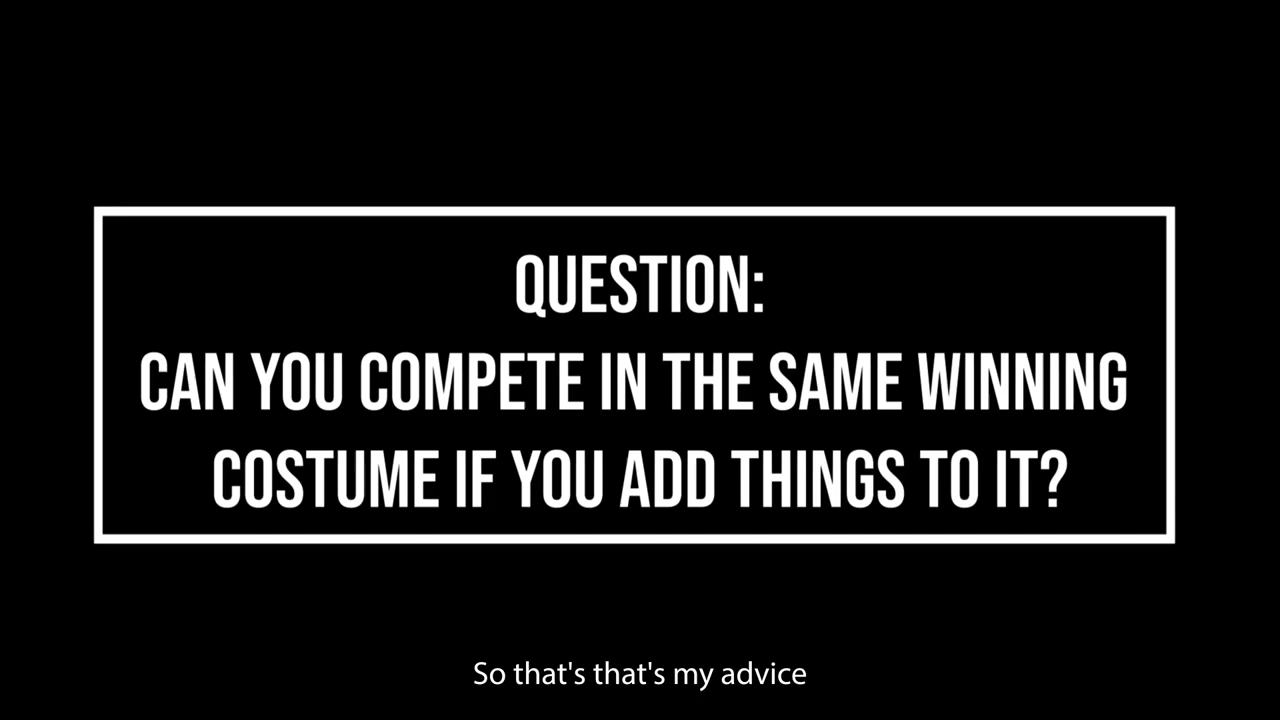 QUESTION:
CAN YOU COMPETE IN THE SAME WINNING
COSTUME IF YOU ADD THINGS TO IT?
So that's that's my advice